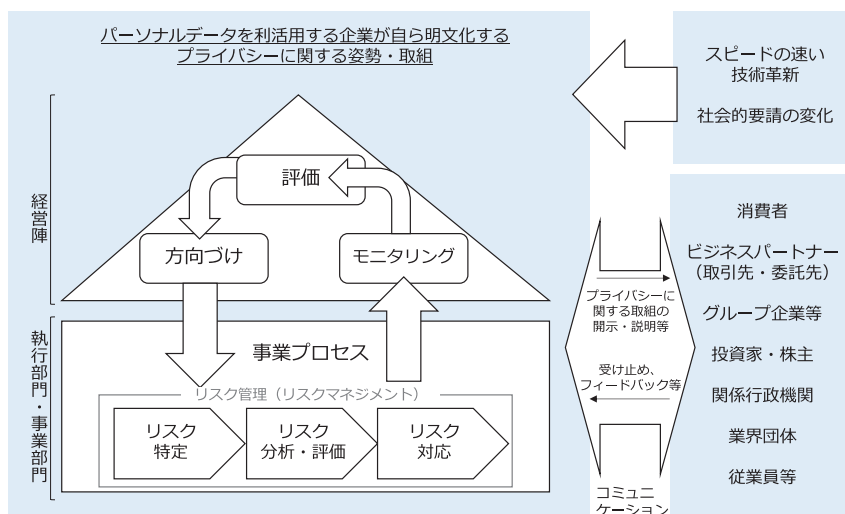 パーソナルデータを利活用する企業が自ら明文化する
プライバシーに関する姿勢・取組
経営陣
評価
方向づけ
モニタリング
執行部門・事業部門
事業プロセス
リスク管理（リスクマネジメント）
リスク
特定
リスク
分析・評価
リスク
対応
スピードの速い
技術革新
社会的要請の変化
プライバシーに
関する取組の
開示・説明等
受け止め、
フィードバック等
コミュニ
ケーション
消費者
ビジネスパートナー
（取引先・委託先）
グループ企業等
投資家・株主
関係行政機関
業界団体
従業員等